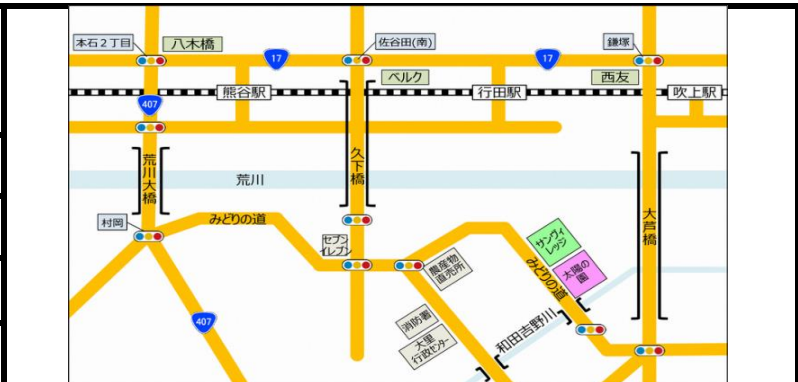 本石2丁目
八木橋
17
佐谷田(南)
17
鎌塚
ベルク
西友
407
熊谷駅
行田駅
吹上駅
荒川大橋
荒川
久下橋
大芦橋
村岡
みどりの道
セブン
イレブン
農産物
直売所
サンヴィ
レッジ
太陽の
園
みどりの道
407
消防署
大里
行政センター
和田吉野川